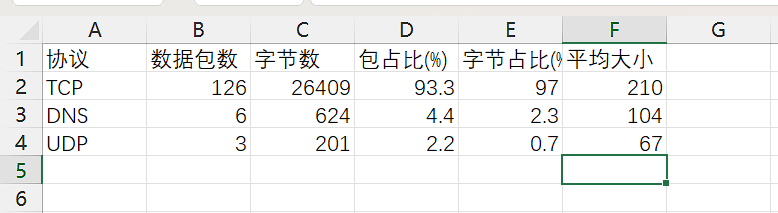 A B C D E F G
1 协议 数据包数 字节数 包占比(%) 字节占比(% 平均大小
2 TCP 126 26409 93.3 97 210
3 DNS 6 624 4.4 2.3 104
4 UDP 3 201 2.2 0.7 67
5
6